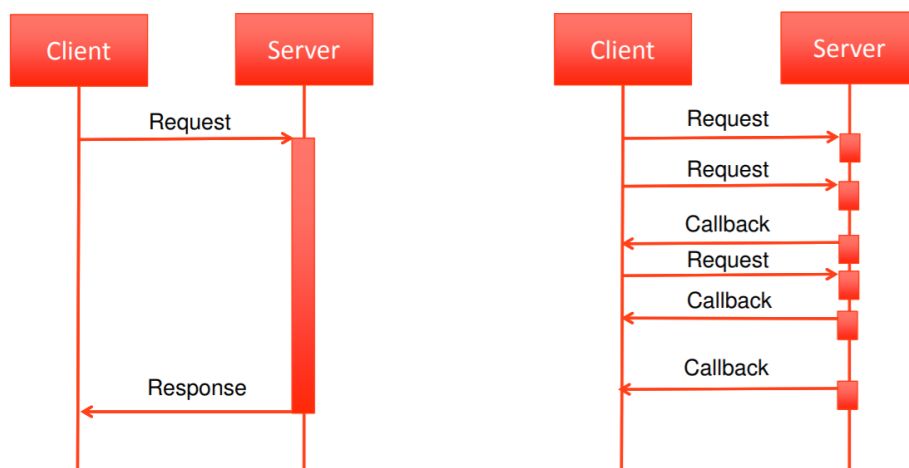 Client
Server
Request
Response
Client
Server
Request
Request
Callback
Request
Callback
Callback